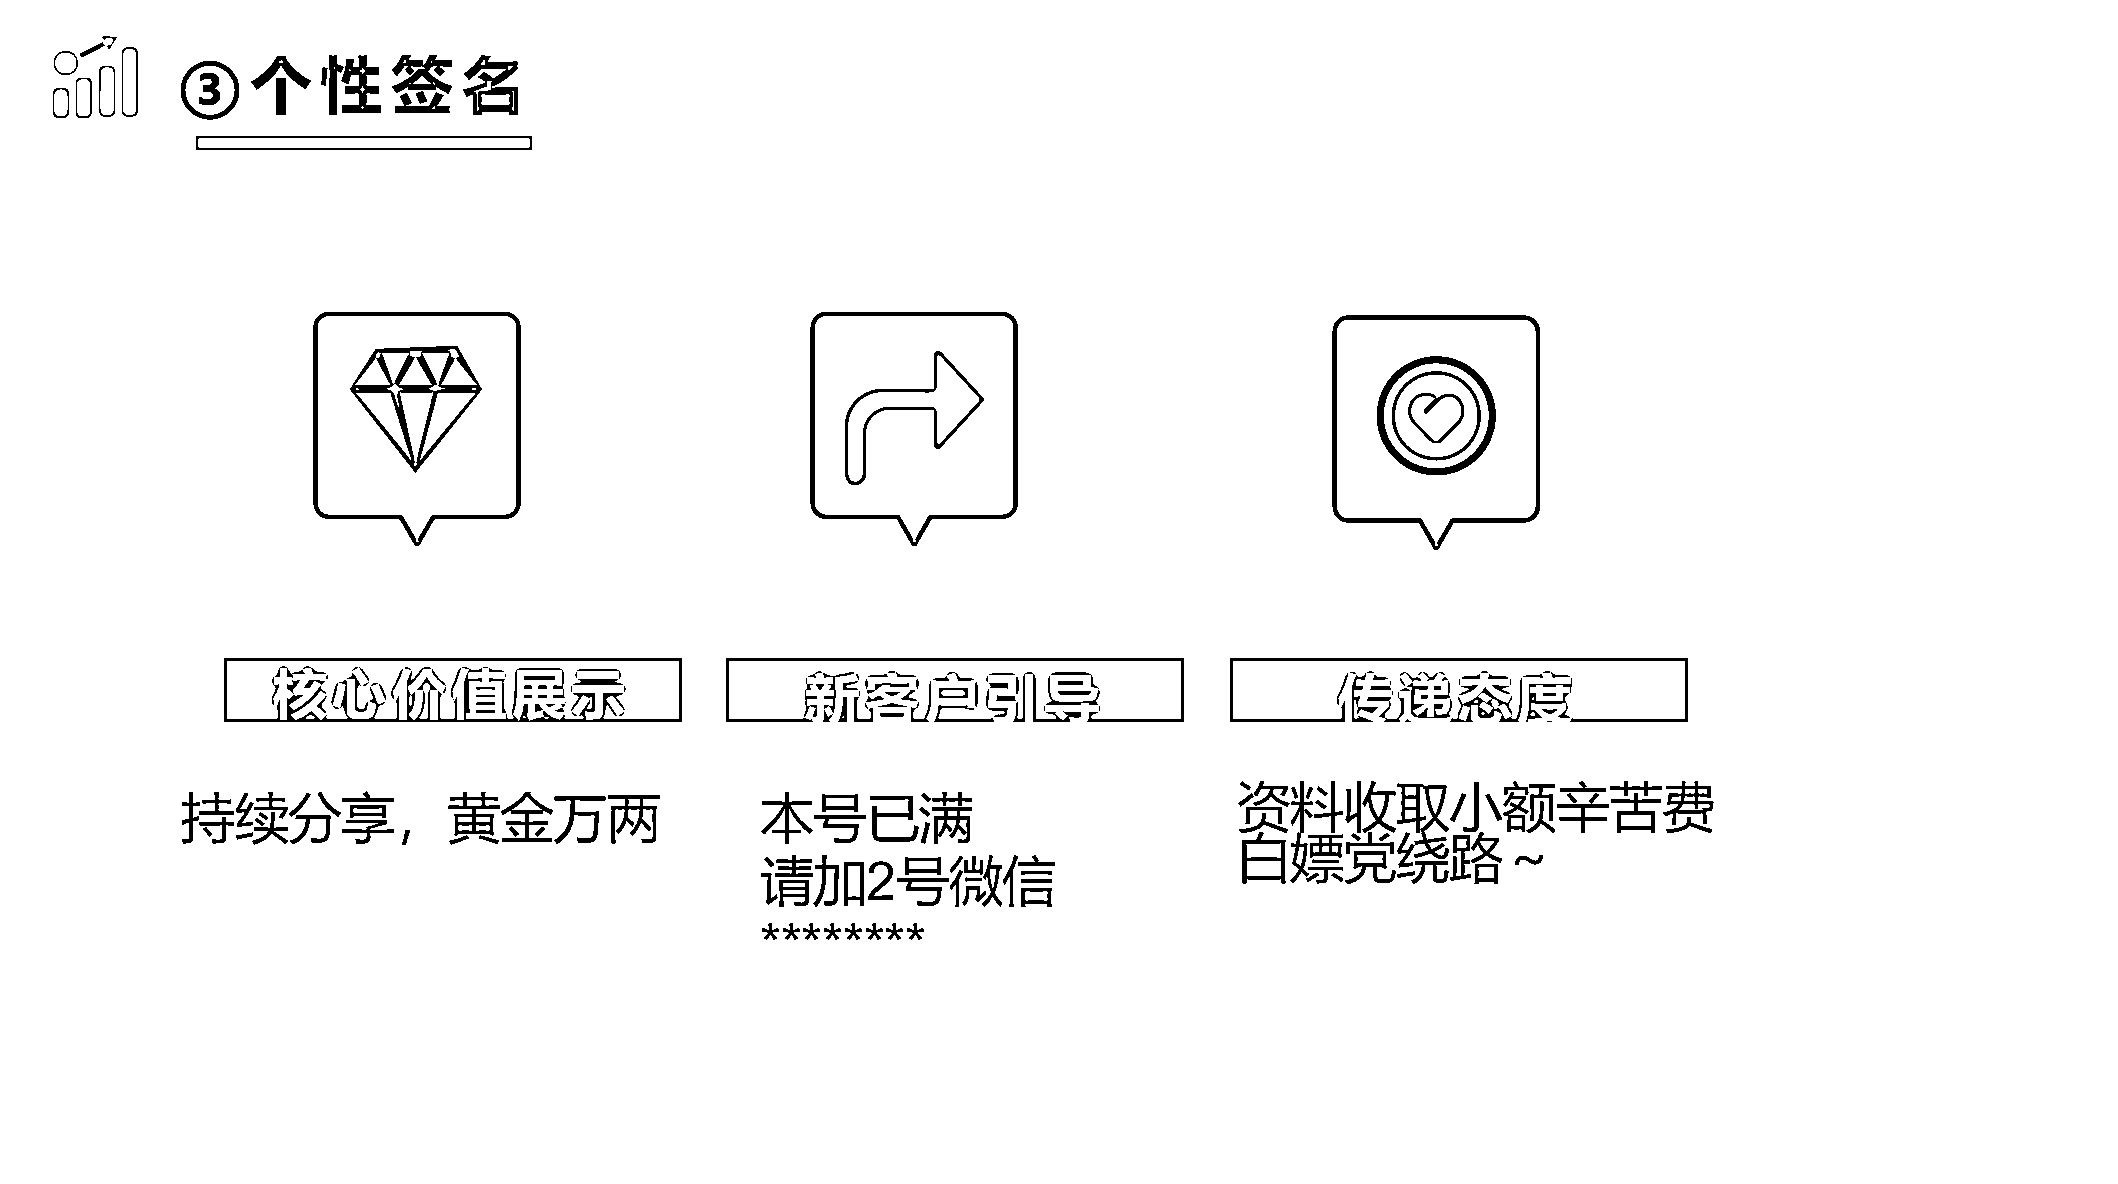 ③个性签名
核心价值展示
新客户引导
传递态度
持续分享，黄金万两
本号已满
请加2号微信
********
资料收取小额辛苦费
白嫖党绕路~